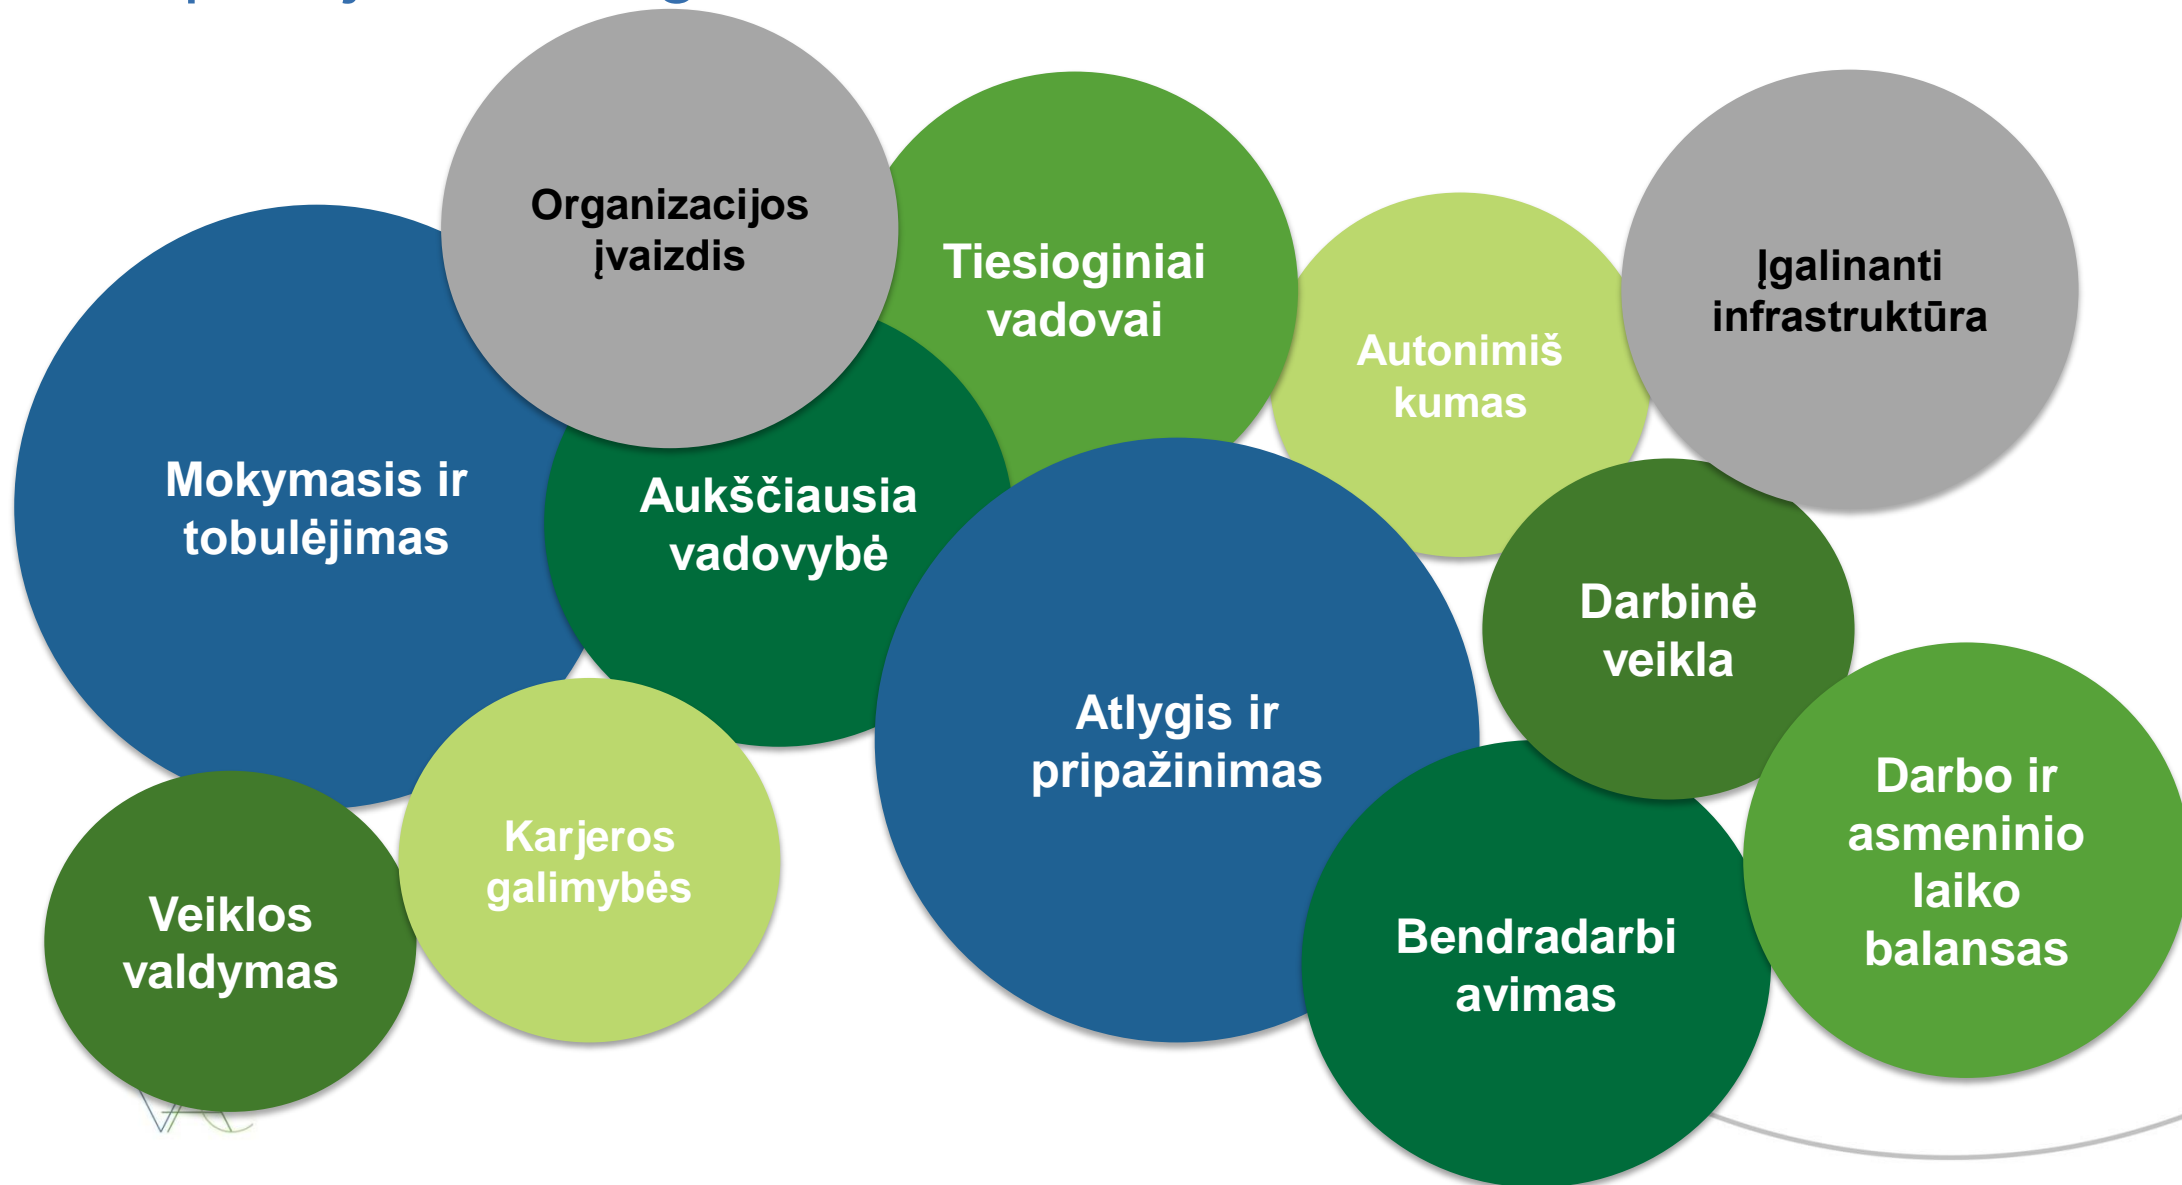 Organizacijos
įvaizdis
Tiesioginiai
vadovai
Autonimiš
kumas
Įgalinanti
infrastruktūra
Mokymasis ir
tobulėjimas
Aukščiausia
vadovybė
Darbinė
veikla
Atlygis ir
pripažinimas
Darbo ir
asmeninio
laiko
balansas
Karjeros
galimybės
Veiklos
valdymas
Bendradarbi
avimas